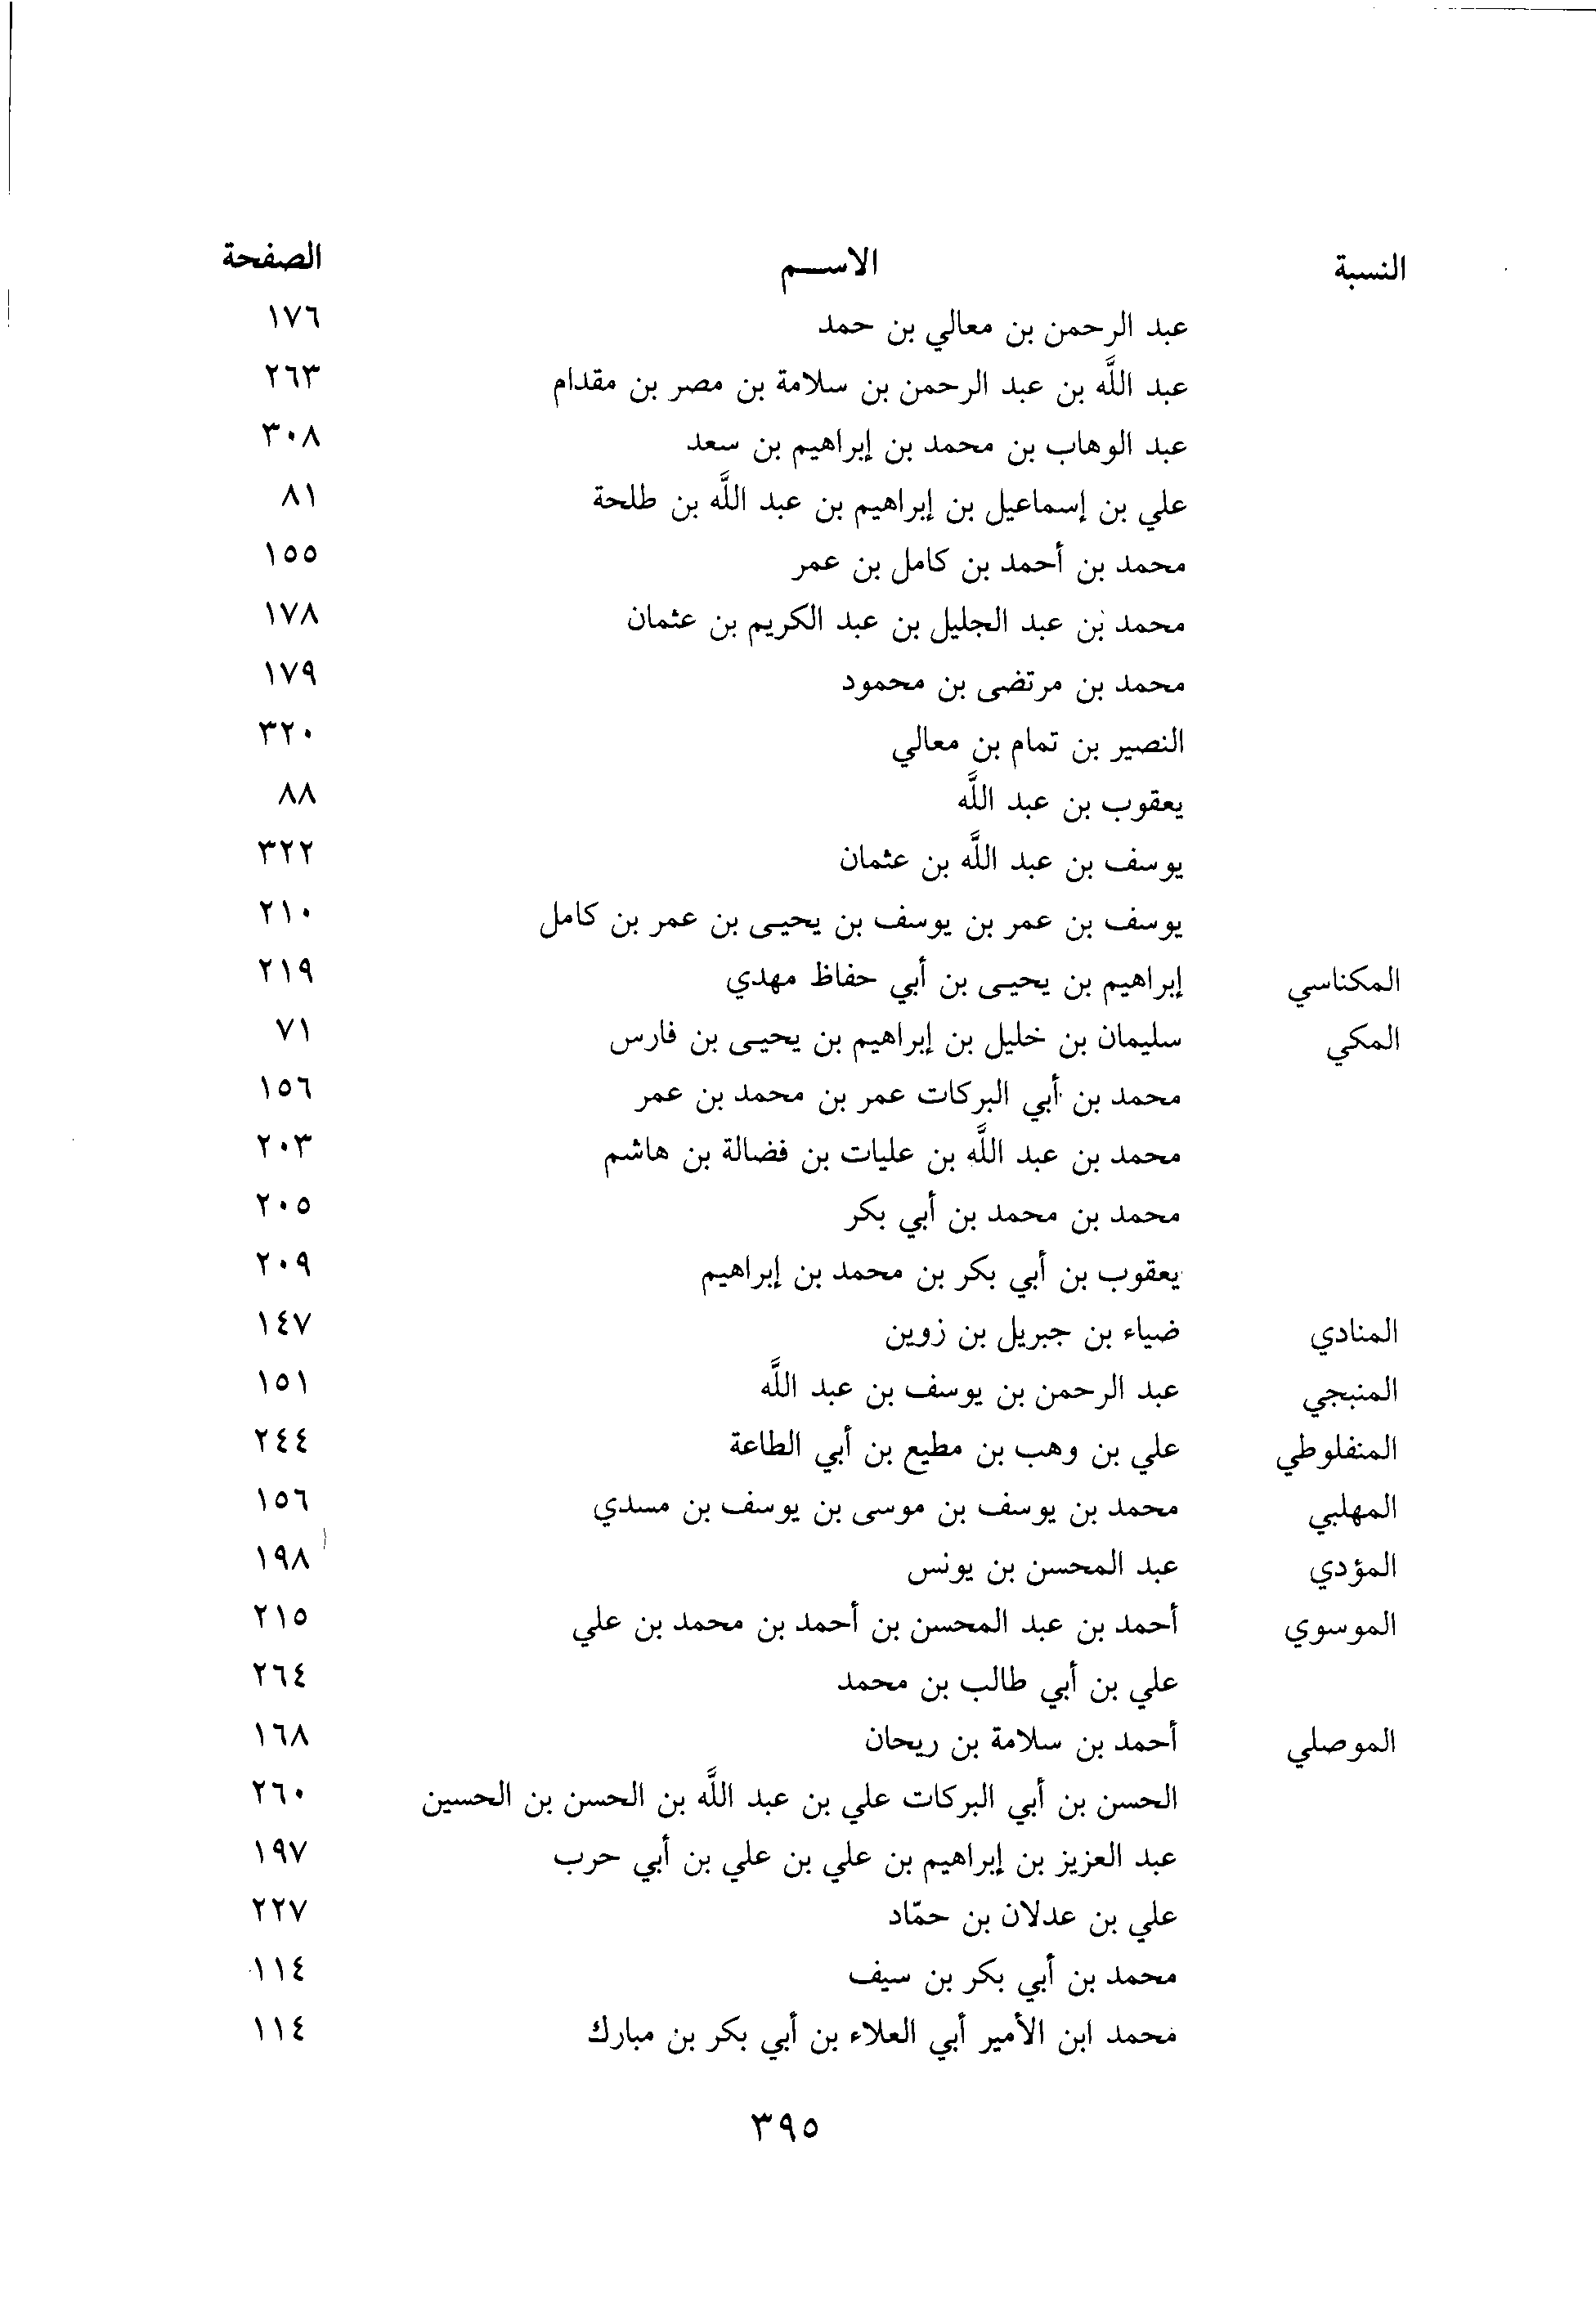 النسبة الاســـم الصفحة
عبد الرحمن بن معالي بن حمد ١٧٦
عبد اللَّه بن عبد الرحمن بن سلامة بن مصر بن مقدام ٢٦٣
عبد الوهاب بن محمد بن إبراهيم بن سعد ٣٠٨
علي بن إسماعيل بن إبراهيم بن عبد اللَّه بن طلحة ٨١
محمد بن أحمد بن كامل بن عمر ١٥٥
محمد بن عبد الجليل بن عبد الكريم بن عثمان ١٧٨
محمد بن مرتضى بن محمود ١٧٩
النصير بن تمام بن معالي ٣٢٠
يعقوب بن عبد اللَّه ٨٨
يوسف بن عبد اللَّه بن عثمان ٣٢٢
يوسف بن عمر بن يوسف بن يحيـى بن عمر بن كامل ٢١٠
المكناسي إبراهيم بن يحيـى بن أبي حفاظ مهدي ٢١٩
المكي سليمان بن خليل بن إبراهيم بن يحيـى بن فارس ٧١
محمد بن أبي البركات عمر بن محمد بن عمر ١٥٦
محمد بن عبد اللَّه بن عليات بن فضالة بن هاشم ٢٠٣
محمد بن محمد بن أبي بكر ٢٠٥
يعقوب بن أبي بكر بن محمد بن إبراهيم ٢٠٩
المنادي ضياء بن جبريل بن زوين ١٤٧
المنبجي عبد الرحمن بن يوسف بن عبد اللَّه ١٥١
المنفلوطي علي بن وهب بن مطيع بن أبي الطاعة ٢٤٤
المهلبي محمد بن يوسف بن موسى بن يوسف بن مسدي ١٥٦
المؤدي عبد المحسن بن يونس ١٩٨
الموسوي أحمد بن عبد المحسن بن أحمد بن محمد بن علي ٢١٥
علي بن أبي طالب بن محمد ٢٦٤
الموصلي أحمد بن سلامة بن ريحان ١٦٨
الحسن بن أبي البركات علي بن عبد اللَّه بن الحسن بن الحسين ٢٦٠
عبد العزيز بن إبراهيم بن علي بن علي بن أبي حرب ١٩٧
علي بن عدلان بن حمّاد ٢٢٧
محمد بن أبي بكر بن سيف ١١٤
محمد ابن الأمير أبي العلاء بن أبي بكر بن مبارك ١١٤
٣٩٥